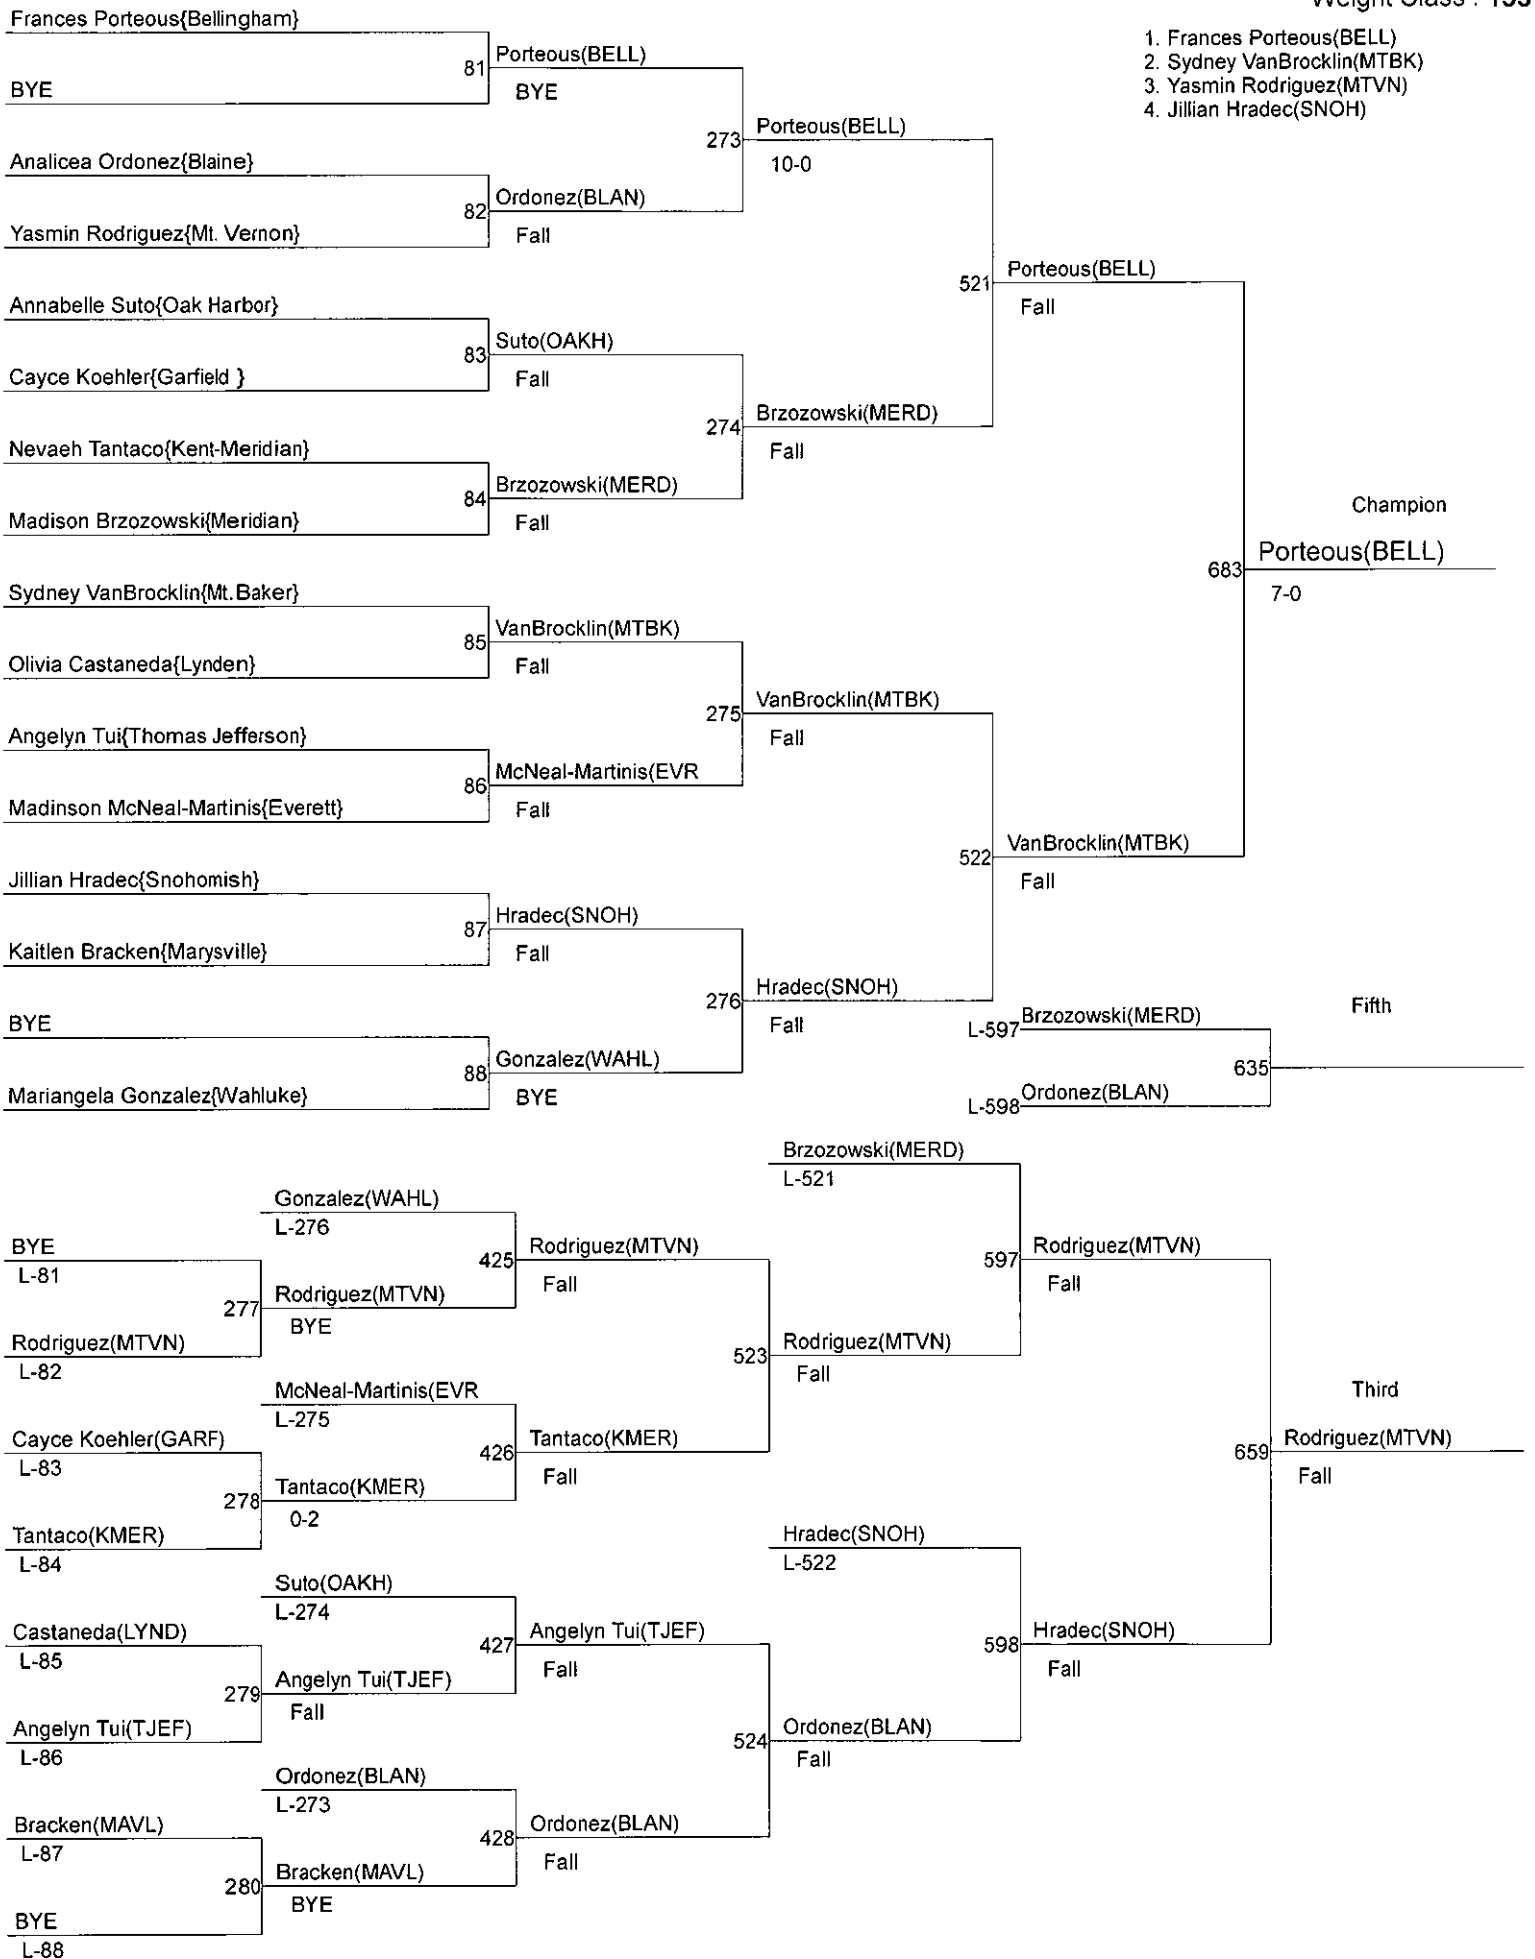 Weight Class :
1. Frances Porteous(BELL)
2. Sydney VanBrocklin(MTBK)
3. Yasmin Rodriguez(MTVN)
4. Jillian Hradec(SNOH)
Frances Porteous{Bellingham}
81
Porteous(BELL)
BYE
BYE
273
Porteous(BELL)
10-0
Analicea Ordonez{Blaine}
82
Ordonez(BLAN)
Fall
Yasmin Rodriguez{Mt. Vernon}
521
Porteous(BELL)
Fall
Annabelle Suto{Oak Harbor}
83
Suto(OAKH)
Fall
Cayce Koehler{Garfield }
274
Brzozowski(MERD)
Fall
Nevaeh Tantaco{Kent-Meridian}
84
Brzozowski(MERD)
Fall
Madison Brzozowski{Meridian}
Champion
683
Porteous(BELL)
7-0
Sydney VanBrocklin{Mt.Baker}
85
VanBrocklin(MTBK)
Fall
Olivia Castaneda{Lynden}
275
VanBrocklin(MTBK)
Fall
Angelyn Tui{Thomas Jefferson}
86
McNeal-Martinis(EVR
Fall
Madinson McNeal-Martinis{Everett}
522
VanBrocklin(MTBK)
Fall
Jillian Hradec{Snohomish}
87
Hradec(SNOH)
Fall
Kaitlen Bracken{Marysville}
276
Hradec(SNOH)
Fall
BYE
88
Gonzalez(WAHL)
BYE
Mariangela Gonzalez{Wahluke}
Fifth
L-597
Brzozowski(MERD)
635
L-598
Ordonez(BLAN)
Brzozowski(MERD)
L-521
Gonzalez(WAHL)
L-276
BYE
L-81
425
Rodriguez(MTVN)
Fall
597
Rodriguez(MTVN)
Fall
277
Rodriguez(MTVN)
BYE
Rodriguez(MTVN)
L-82
523
Rodriguez(MTVN)
Fall
McNeal-Martinis(EVR
L-275
Third
Cayce Koehler(GARF)
L-83
426
Tantaco(KMER)
Fall
659
Rodriguez(MTVN)
Fall
278
Tantaco(KMER)
0-2
Tantaco(KMER)
L-84
Hradec(SNOH)
L-522
Suto(OAKH)
L-274
Castaneda(LYND)
L-85
427
Angelyn Tui(TJEF)
Fall
598
Hradec(SNOH)
Fall
279
Angelyn Tui(TJEF)
Fall
Angelyn Tui(TJEF)
L-86
524
Ordonez(BLAN)
Fall
Ordonez(BLAN)
L-273
Bracken(MAVL)
L-87
428
Ordonez(BLAN)
Fall
280
Bracken(MAVL)
BYE
BYE
L-88